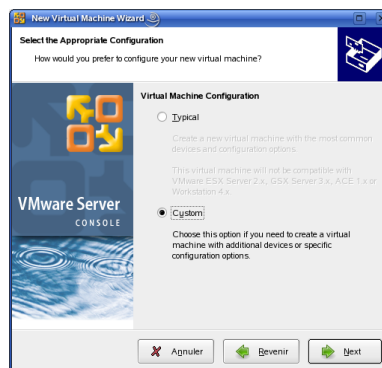 New Virtual Machine Wizard
Select the Appropriate Configuration
How would you prefer to configure your new virtual machine?
VMware Server
CONSOLE
Virtual Machine Configuration
Typical
Create a new virtual machine with the most common
devices and configuration options.
This virtual machine will not be compatible with
VMware ESX Server 2.x, GSX Server 3.x, ACE 1.x or
Workstation 4.x.
Custom
Choose this option if you need to create a virtual
machine with additional devices or specific
configuration options.
Annuler
Revenir
Next